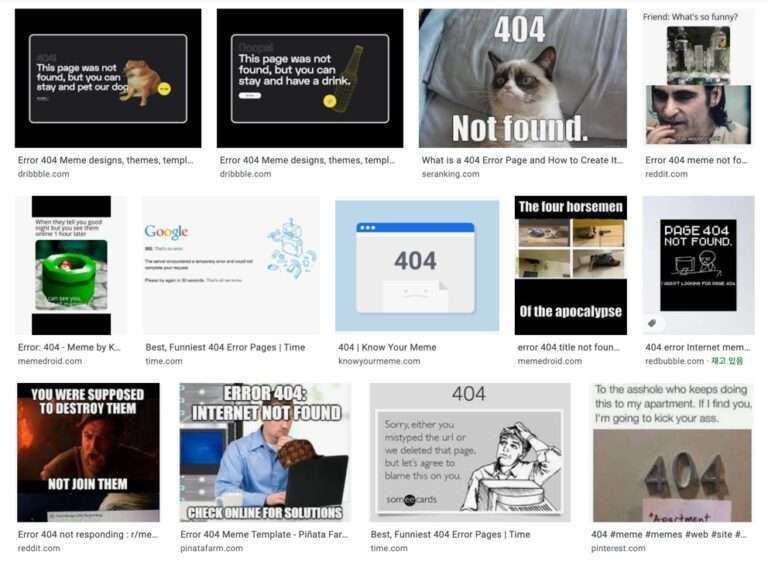 404!
This page was not
found, but you can
stay and pet our dog
Ooops!
This page was not
found, but you can
stay and have a drink.
404
Not found.
Friend: What's so funny?
Error 404 Meme designs, themes, templ...
dribbble.com
Error 404 Meme designs, themes, templ...
dribbble.com
What is a 404 Error Page and How to Create It...
seranking.com
Error 404 meme not fo...
reddit.com
When they tell you good
night but you see them
online 1 hour later
I can see you,
Google
502. That's an error.
The server encountered a temporary error and could not
complete your request.
Please try again in 30 seconds. That's all we know.
404
The four horsemen
Of the apocalypse
PAGE 404
NOT FOUND.
I WASN'T LOOKING FOR PAGE 404
Error: 404 - Meme by K...
memedroid.com
Best, Funniest 404 Error Pages | Time
time.com
404 | Know Your Meme
knowyourmeme.com
error 404 title not foun...
memedroid.com
404 error Internet mem...
redbubble.com - 재고 있음
YOU WERE SUPPOSED
TO DESTROY THEM
NOT JOIN THEM
ERROR 404:
INTERNET NOT FOUND
CHECK ONLINE FOR SOLUTIONS
404
Sorry, either you
mistyped the url or
we deleted that page,
but let's agree to
blame this on you.
someecards
To the asshole who keeps doing
this to my apartment. If I find you,
I'm going to kick your ass.
404
*Apartment
Error 404 not responding : r/me...
reddit.com
Error 404 Meme Template - Piñata Far...
pinatafarm.com
Best, Funniest 404 Error Pages | Time
time.com
404 #meme #memes #web #site #...
pinterest.com